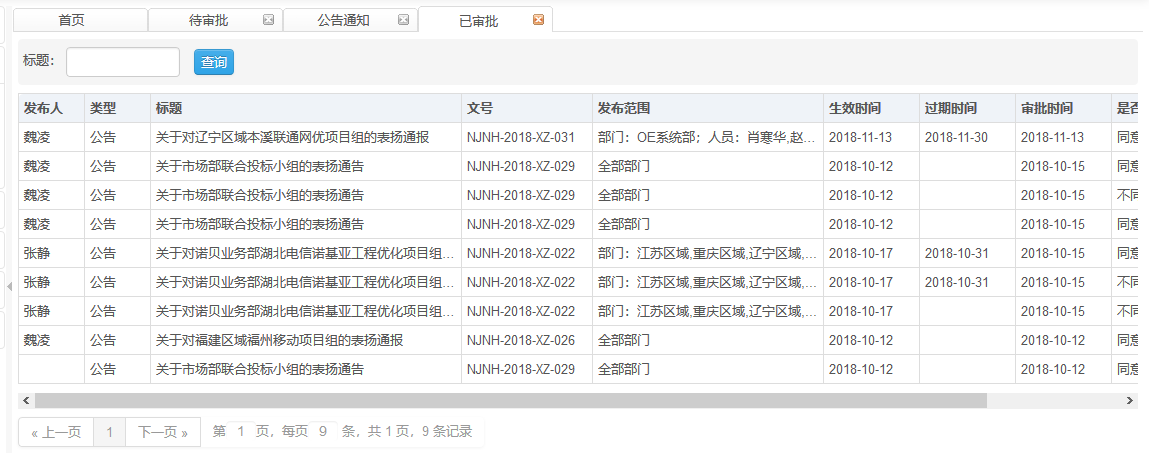 首页 待审批 公告通知 已审批
标题： 查询
发布人 类型 标题 文号 发布范围 生效时间 过期时间 审批时间 是否
魏凌 公告 关于对辽宁区域本溪联通网优项目组的表扬通报 NJNH-2018-XZ-031 部门：OE系统部；人员：肖寒华,赵... 2018-11-13 2018-11-30 2018-11-13 同意
魏凌 公告 关于市场部联合投标小组的表扬通告 NJNH-2018-XZ-029 全部部门 2018-10-12 2018-10-15 同意
魏凌 公告 关于市场部联合投标小组的表扬通告 NJNH-2018-XZ-029 全部部门 2018-10-12 2018-10-15 不同
魏凌 公告 关于市场部联合投标小组的表扬通告 NJNH-2018-XZ-029 全部部门 2018-10-12 2018-10-15 同意
张静 公告 关于对诺贝业务部湖北电信诺基亚工程优化项目组... NJNH-2018-XZ-022 部门：江苏区域,重庆区域,辽宁区域,... 2018-10-17 2018-10-31 2018-10-15 同意
张静 公告 关于对诺贝业务部湖北电信诺基亚工程优化项目组... NJNH-2018-XZ-022 部门：江苏区域,重庆区域,辽宁区域,... 2018-10-17 2018-10-31 2018-10-15 不同
张静 公告 关于对诺贝业务部湖北电信诺基亚工程优化项目组... NJNH-2018-XZ-022 部门：江苏区域,重庆区域,辽宁区域,... 2018-10-17 2018-10-15 不同
魏凌 公告 关于对福建区域福州移动项目组的表扬通报 NJNH-2018-XZ-026 全部部门 2018-10-12 2018-10-12 同意
公告 关于市场部联合投标小组的表扬通告 NJNH-2018-XZ-029 全部部门 2018-10-12 2018-10-12 同意
« 上一页 1 下一页 » 第 1 页，每页 9 条，共 1 页，9 条记录